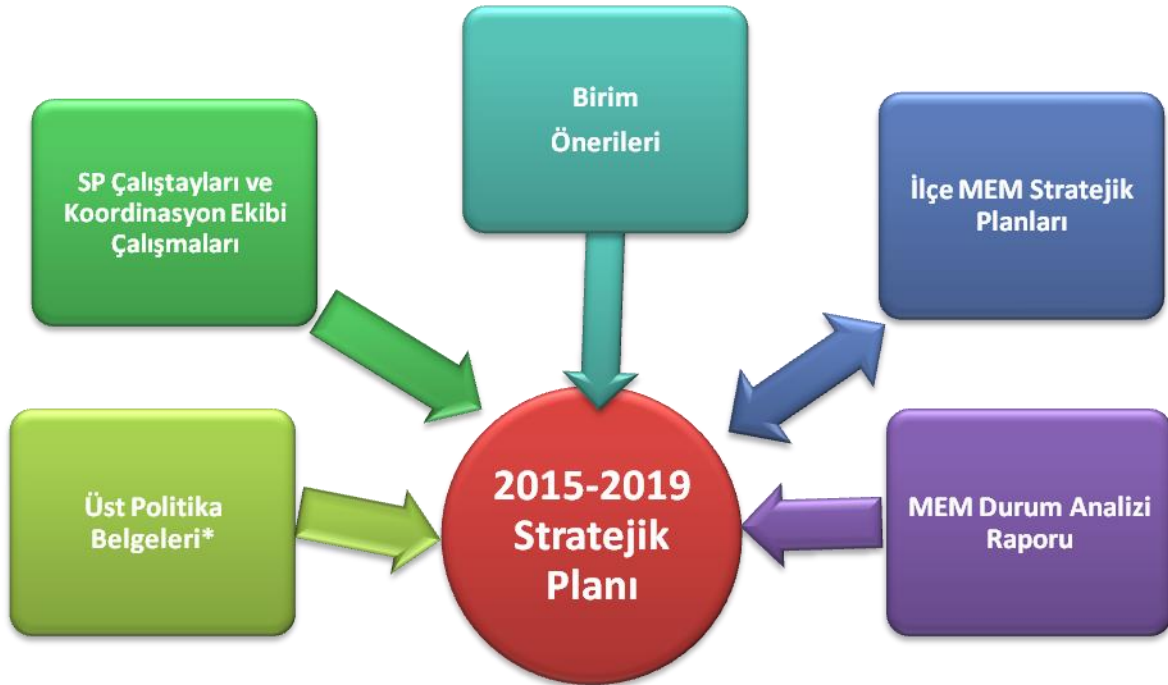 Birim
Önerileri
SP Çalıştayları ve
Koordinasyon Ekibi
Çalışmaları
İlçe MEM Stratejik
Planları
Üst Politika
Belgeleri*
2015-2019
Stratejik
Planı
MEM Durum Analizi
Raporu